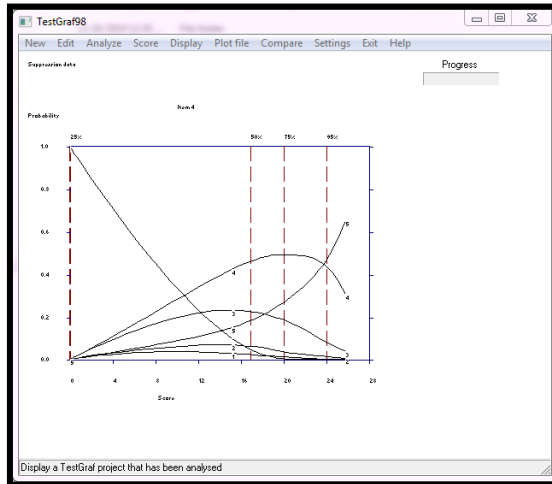 TestGraf98
New Edit Analyze Score Display Plot file Compare Settings Exit Help
Suppression data
Progress
Item 4
Probability
25% 50% 75% 95%
1.0
0.8
5
0.6
4
0.4
4
3
0.2
5
2
3
1
0.0
5
2
0 4 8 12 16 20 24 28
Score
Display a TestGraf project that has been analysed